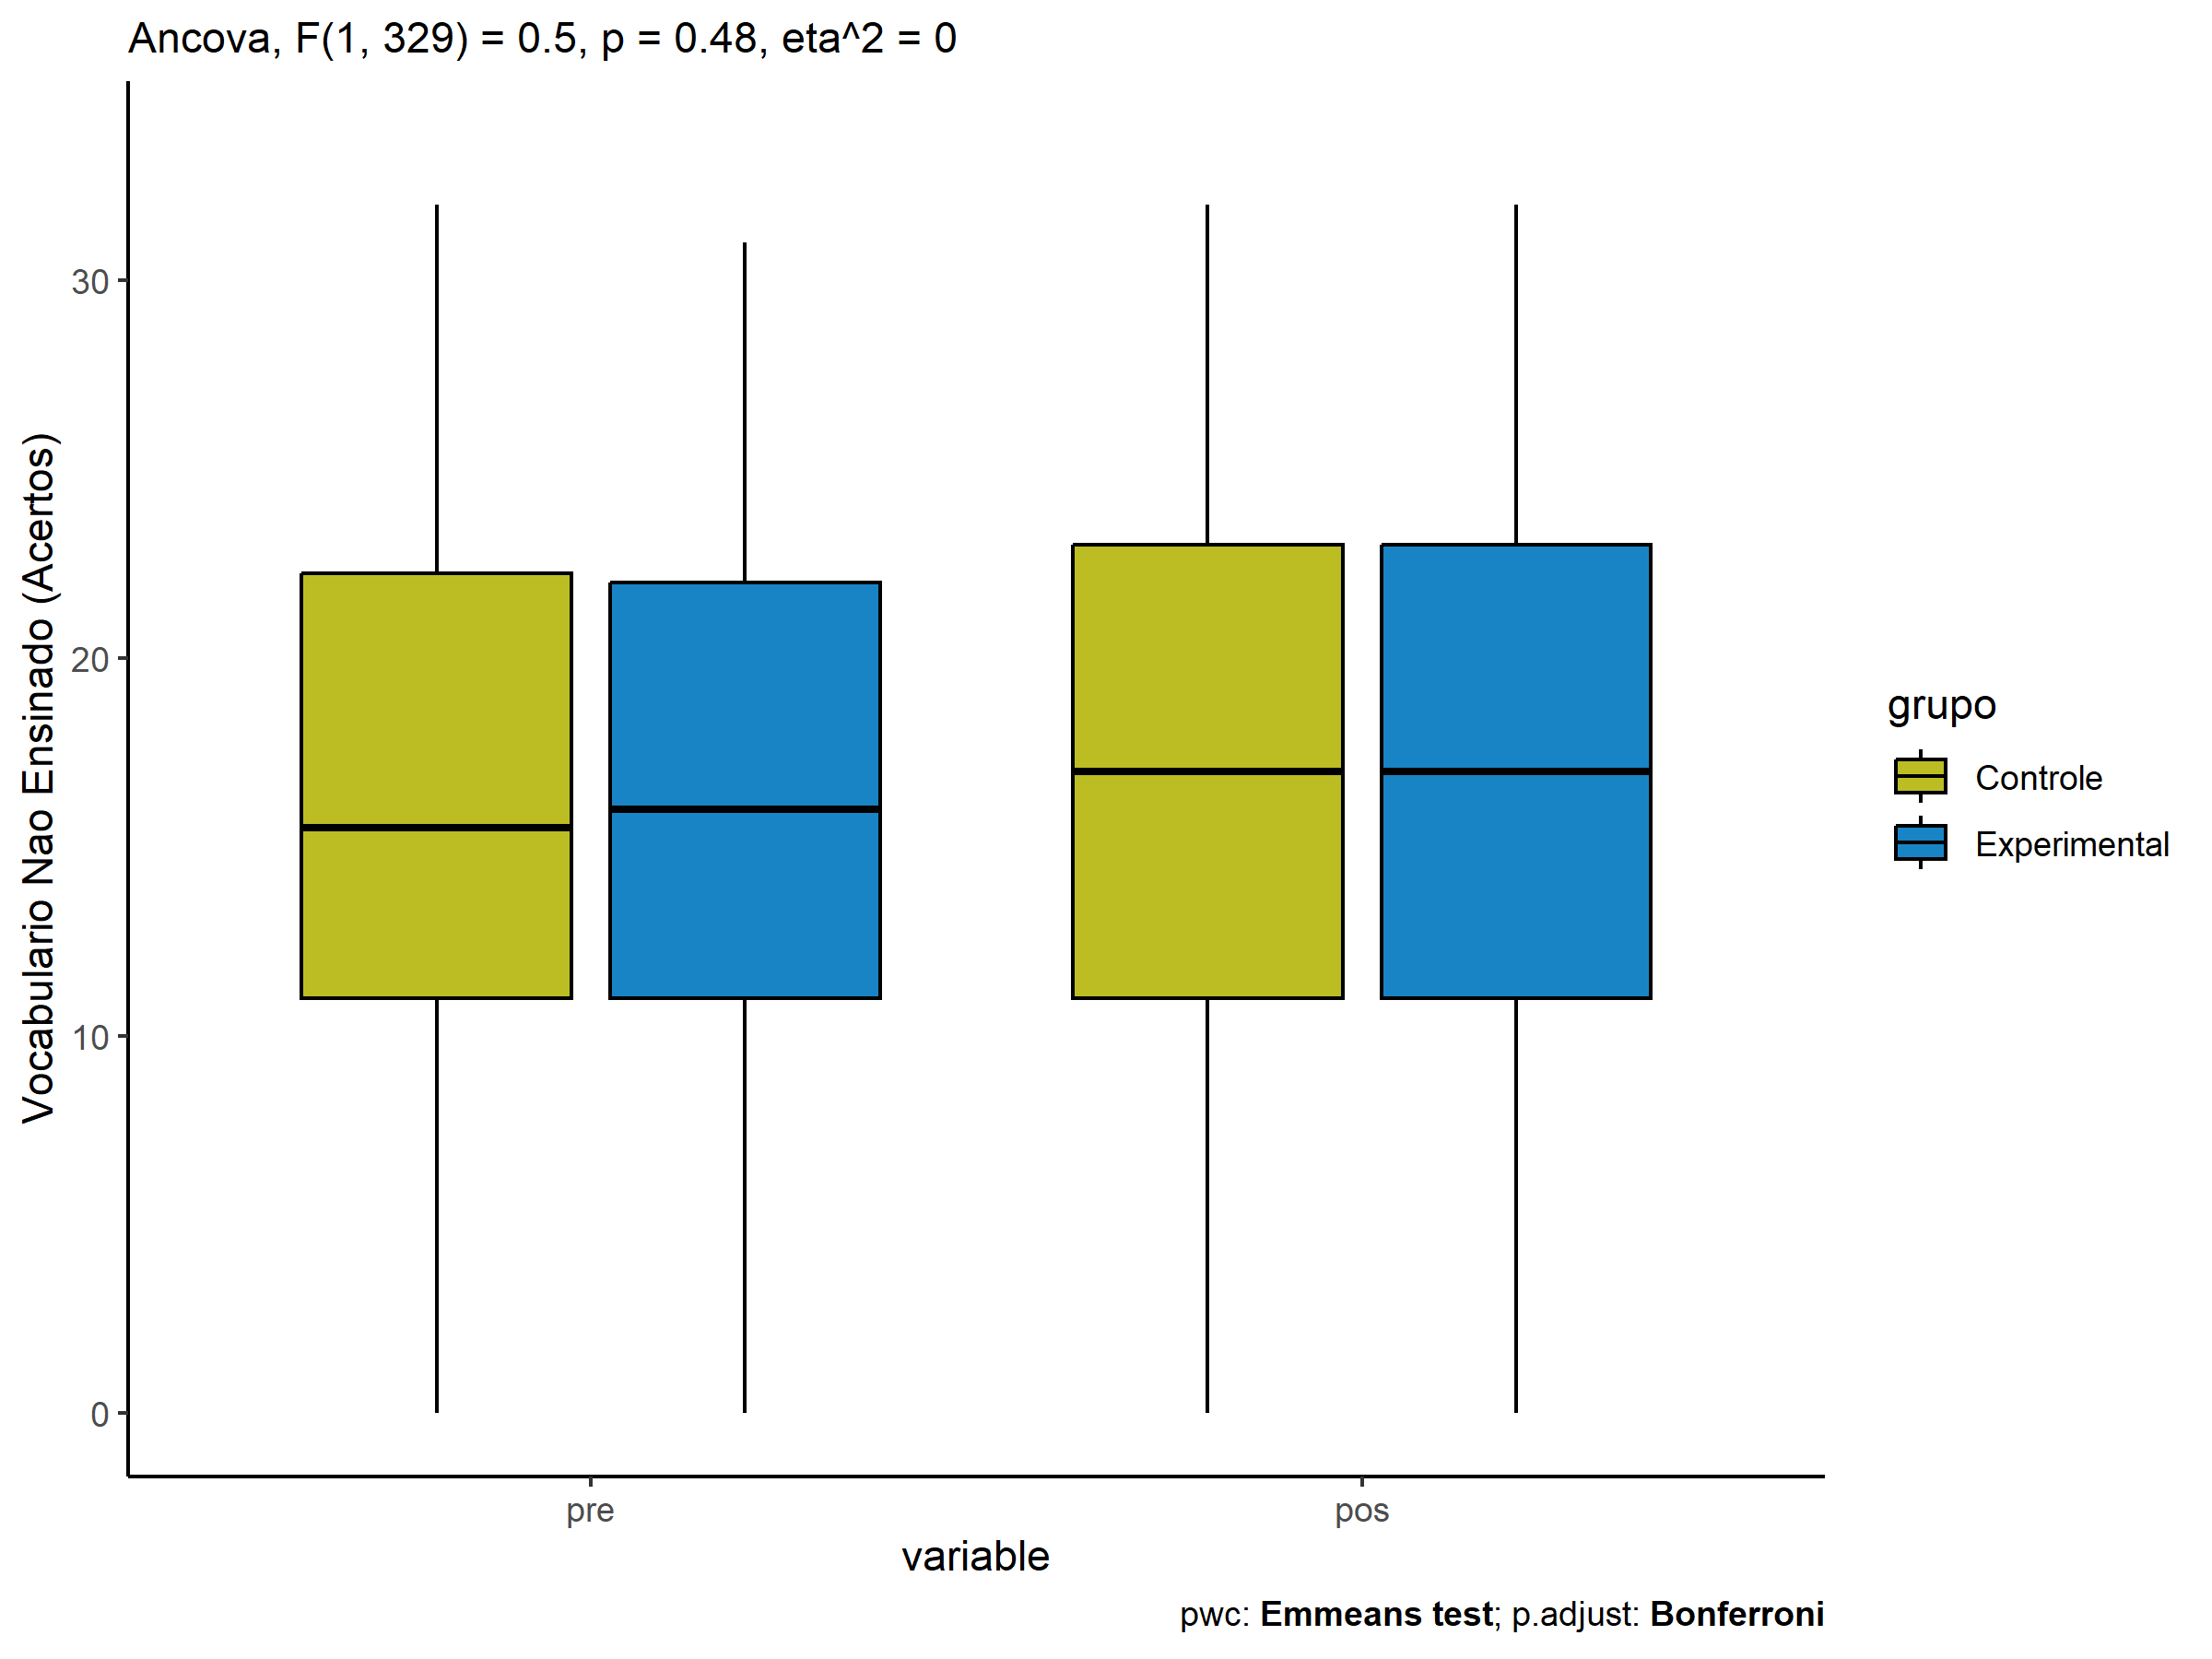 Ancova, F(1, 329) = 0.5, p = 0.48, eta^2 = 0
Vocabulario Nao Ensinado (Acertos)
30
20
10
0
pre
pos
variable
grupo
Controle
Experimental
pwc: Emmeans test; p.adjust: Bonferroni